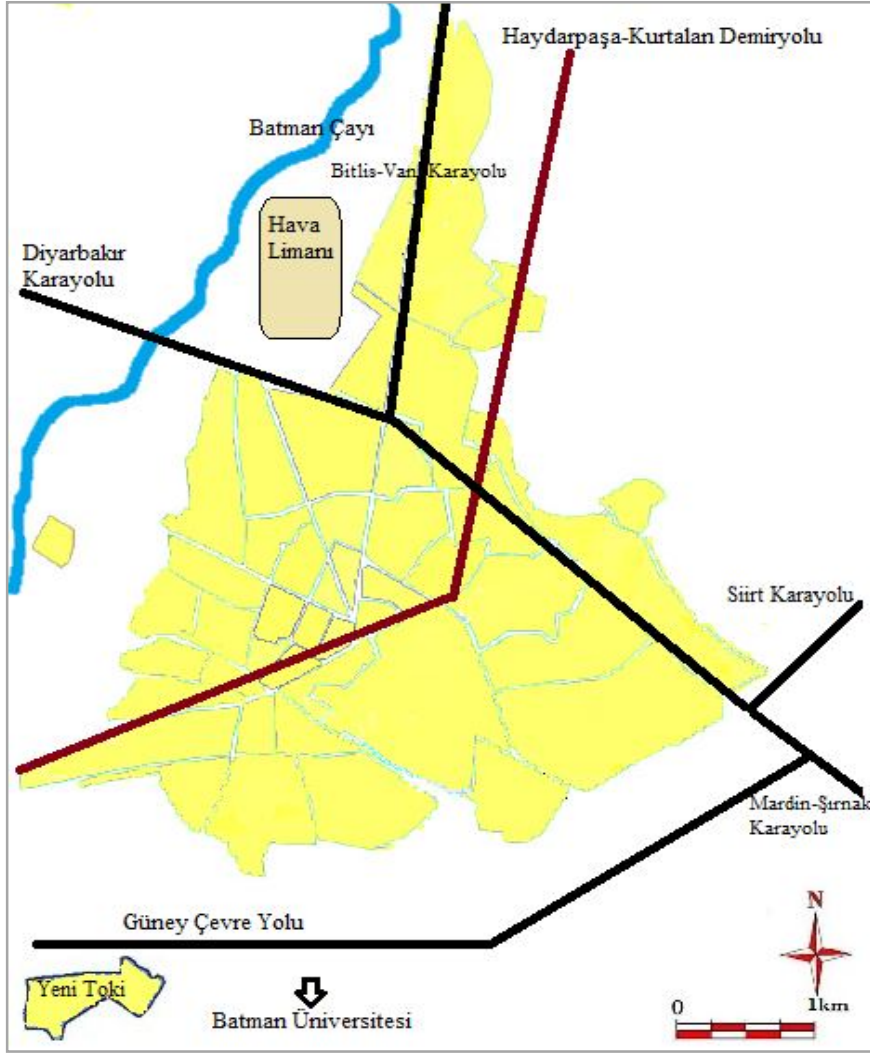 Haydarpaşa-Kurtalan Demiryolu
Batman Çayı
Bitlis-Van Karayolu
Hava
Limanı
Diyarbakır
Karayolu
Siirt Karayolu
Mardin-Şırnak
Karayolu
Güney Çevre Yolu
N
Yeni Toki
Batman Üniversitesi
0
1km